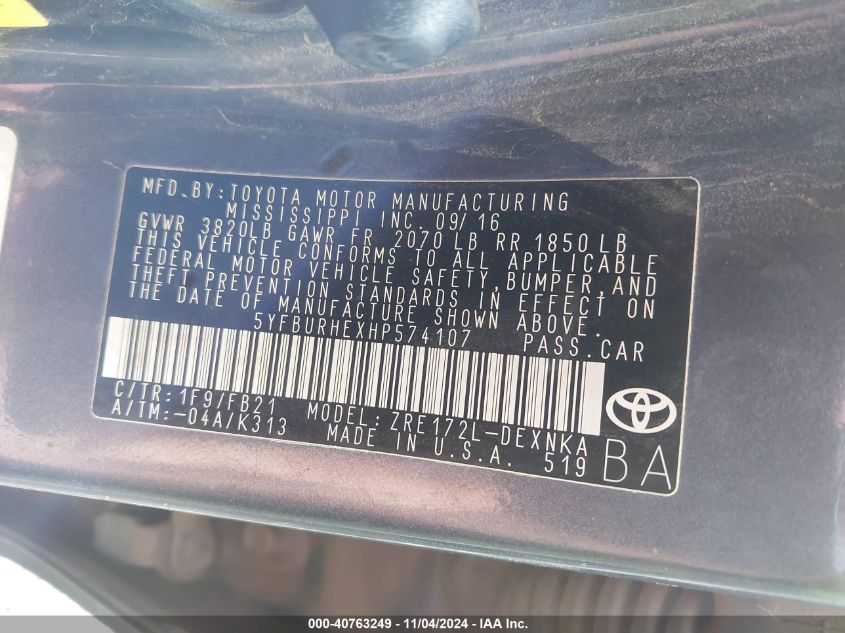 MFD.BY:TOYOTA MOTOR MANUFACTURING
MISSISSIPPI INC. 09/16
GVWR 3820LB GAWR FR 2070 LB RR 1850 LB
THIS VEHICLE CONFORMS TO ALL APPLICABLE
FEDERAL MOTOR VEHICLE SAFETY,BUMPER,AND
THEFT PREVENTION STANDARDS IN EFFECT ON
THE DATE OF MANUFACTURE SHOWN ABOVE.
5YFBURHEXHP574107 PASS.CAR
C/TR:1F9/FB21 MODEL:ZRE172L-DEXNKA
A/TM:-04A/K313 MADE IN U.S.A. 519
BA
000-40763249 - 11/04/2024 - IAA Inc.